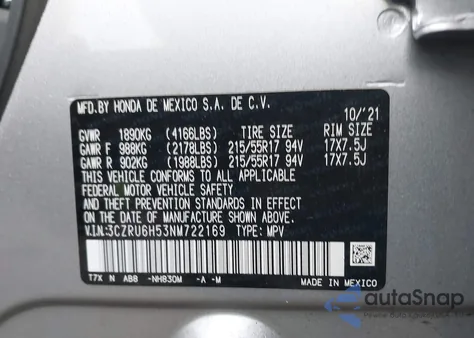 MFD.BY HONDA DE MEXICO S.A. DE C.V.
10/'21
GVWR 1890KG (4166LBS) TIRE SIZE RIM SIZE
GAWR F 988KG (2178LBS) 215/55R17 94V 17X7.5J
GAWR R 902KG (1988LBS) 215/55R17 94V 17X7.5J
THIS VEHICLE CONFORMS TO ALL APPLICABLE
FEDERAL MOTOR VEHICLE SAFETY
AND THEFT PREVENTION STANDARDS IN EFFECT
ON THE DATE OF MANUFACTURE SHOWN ABOVE.
V.I.N.:3CZRU6H53NM722169 TYPE: MPV
T7X N AB8 -NH830M -A -M
MADE IN MEXICO
autoSnap